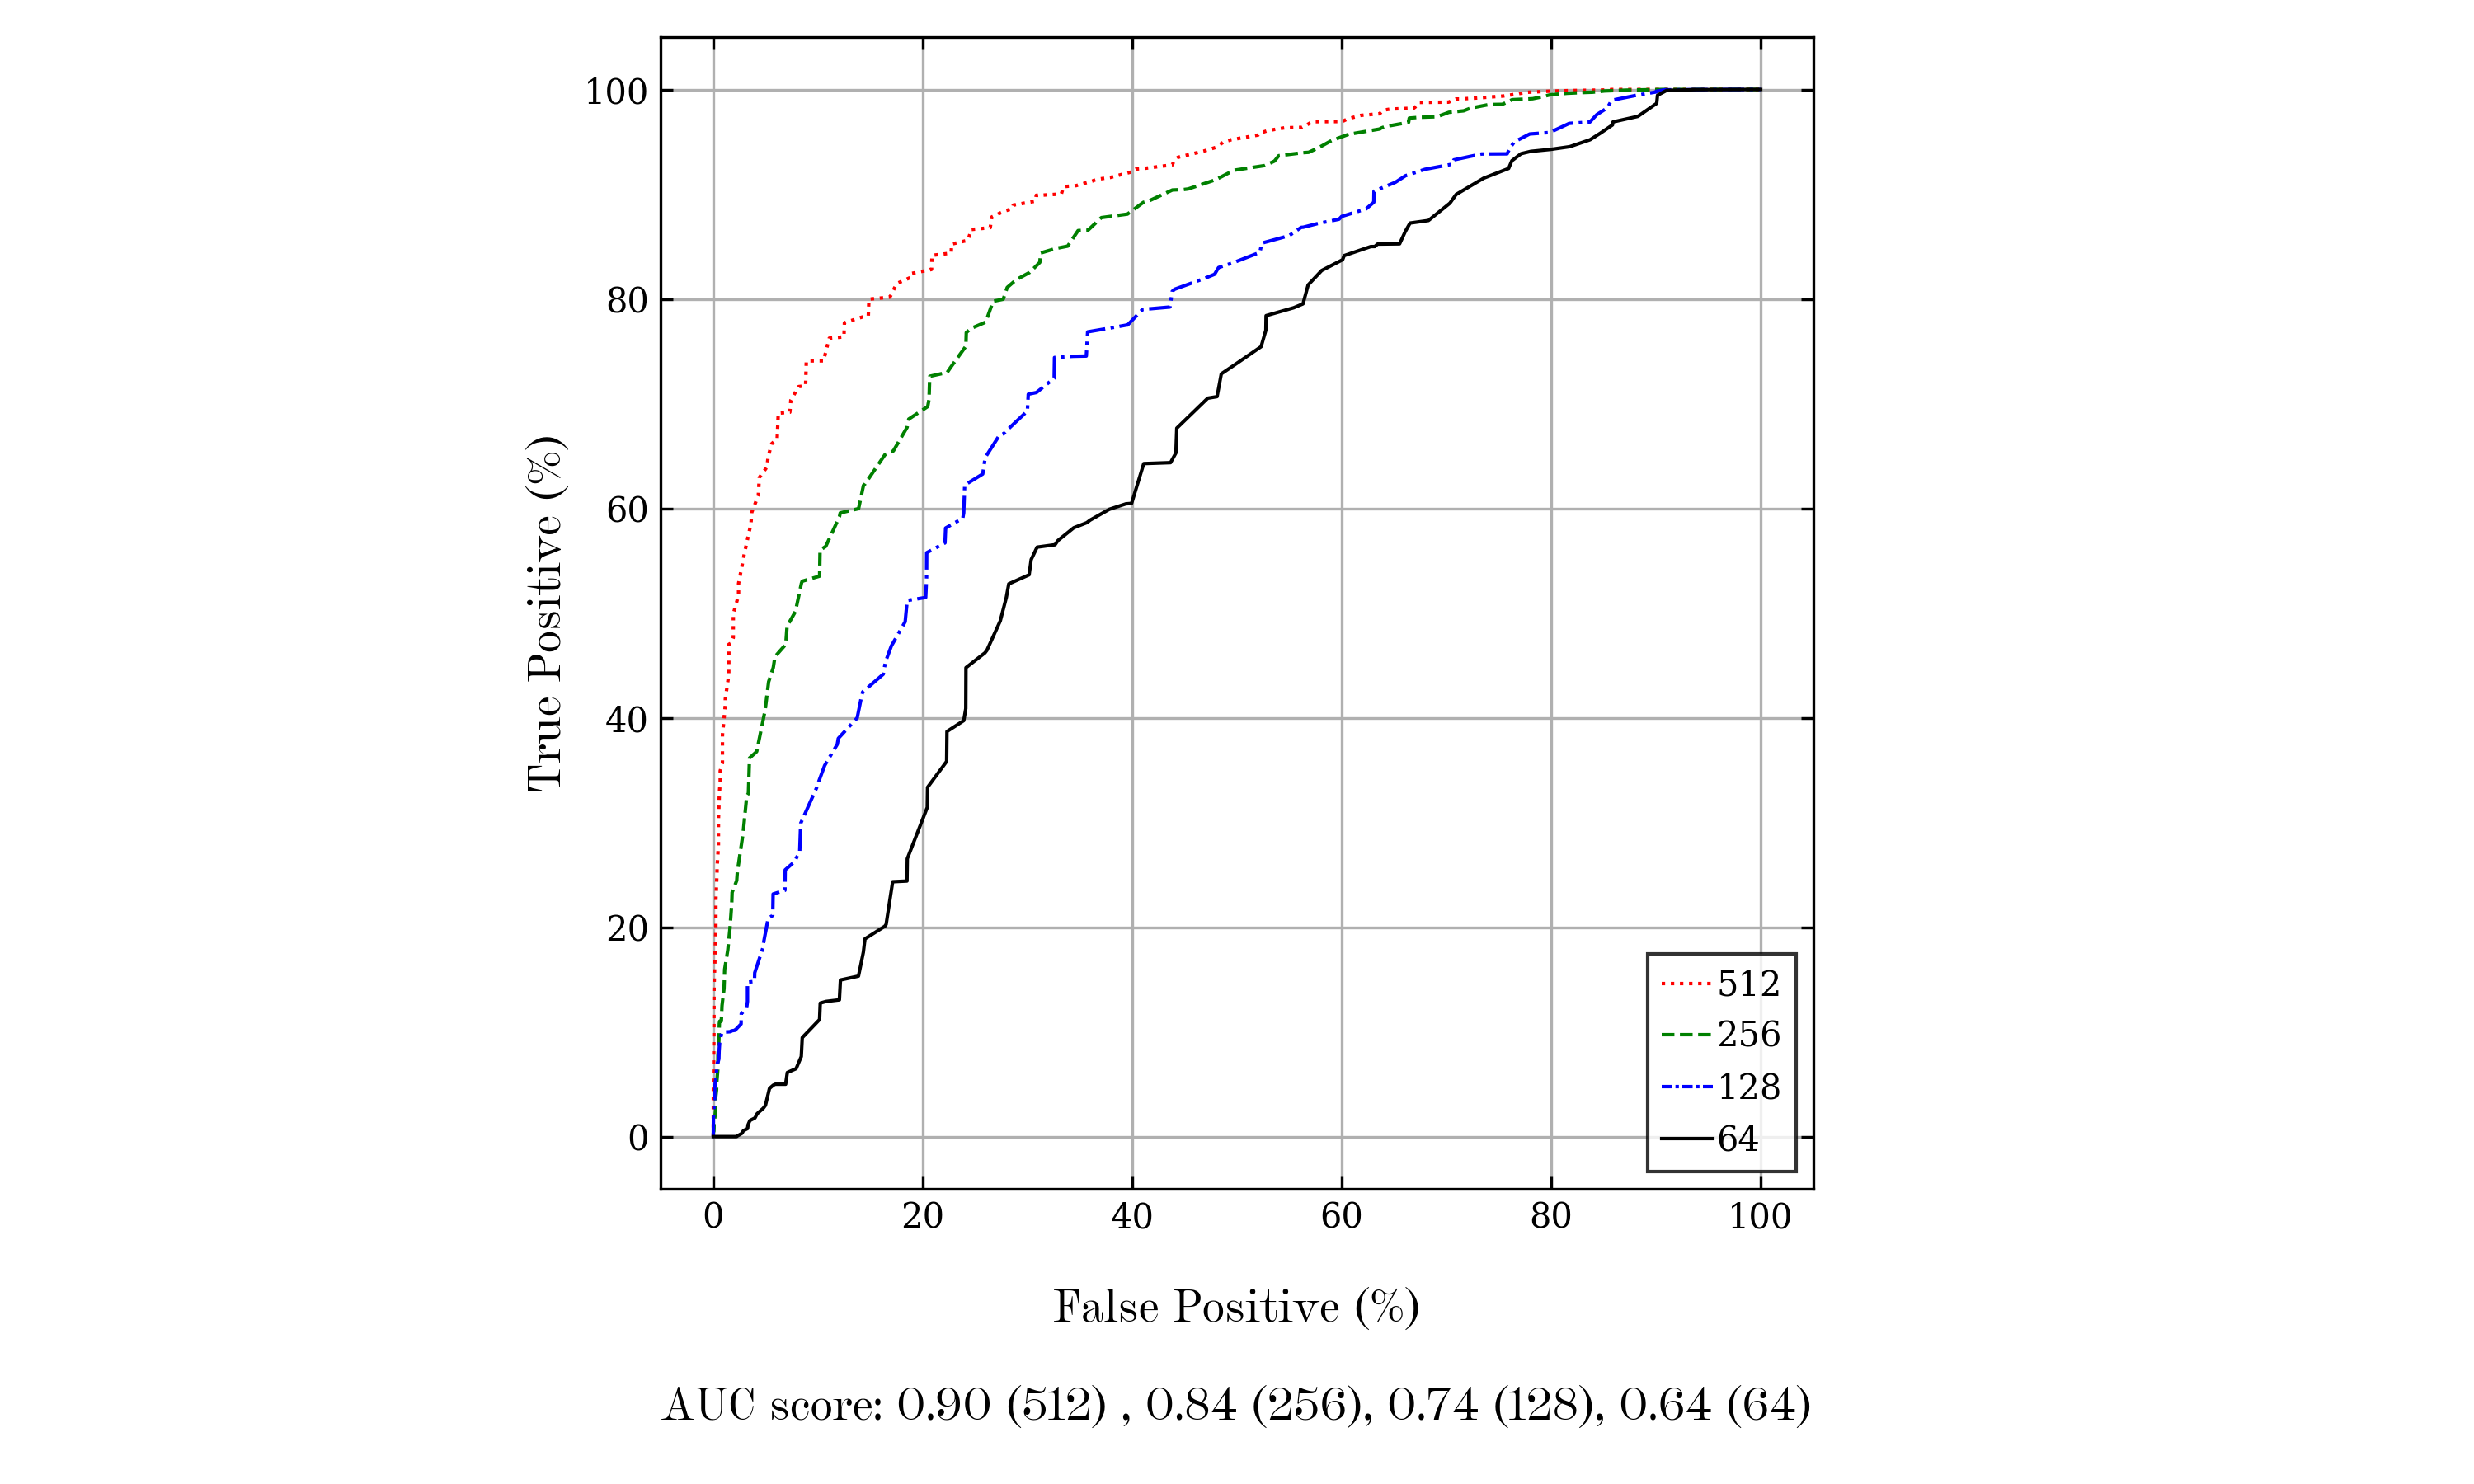 100
80
60
40
20
0
True Positive (%)
512
256
128
64
0 20 40 60 80 100
False Positive (%)
AUC score: 0.90 (512) , 0.84 (256), 0.74 (128), 0.64 (64)